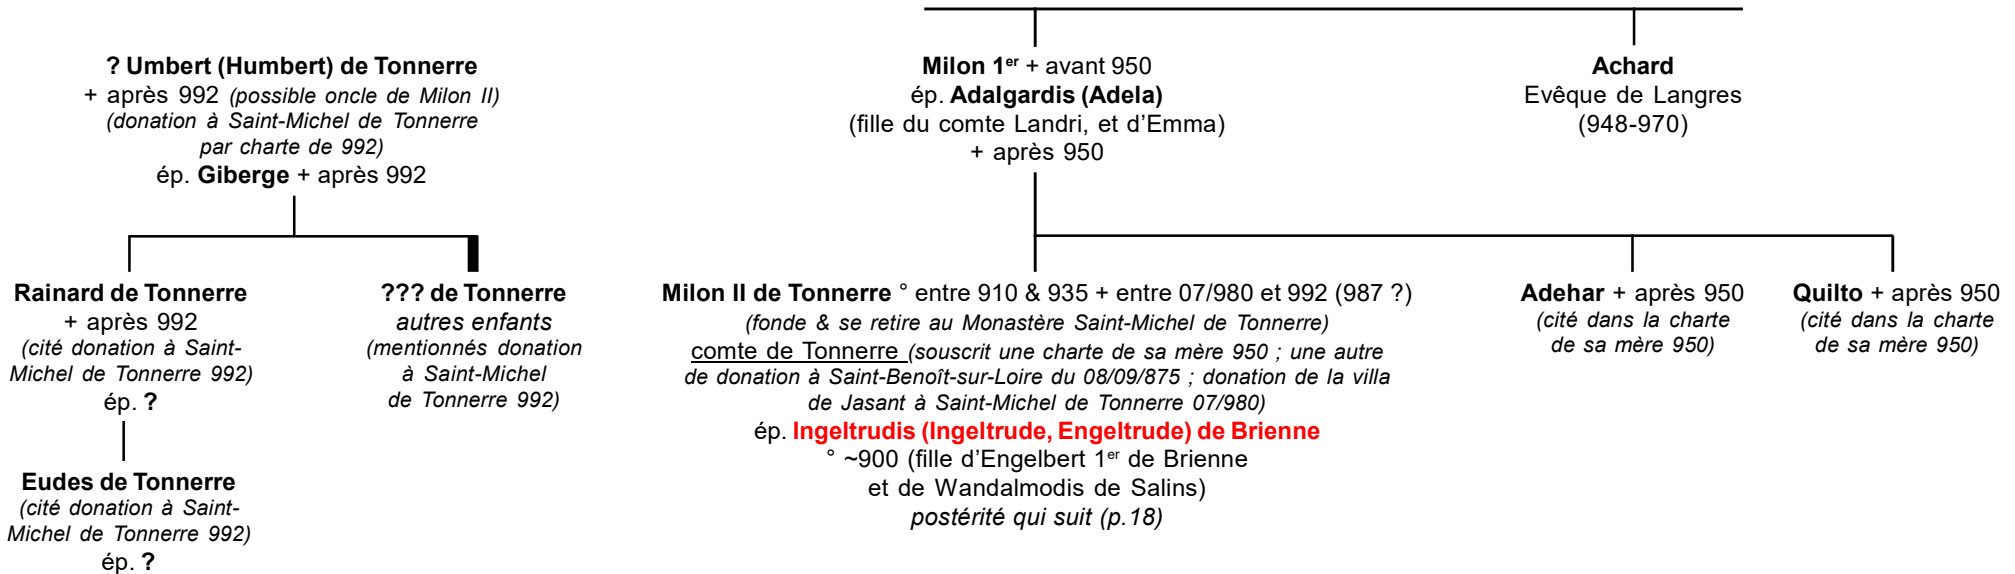 ? Umbert (Humbert) de Tonnerre
+ après 992 (possible oncle de Milon II)
(donation à Saint-Michel de Tonnerre
par charte de 992)
ép. Giberge + après 992
Milon 1er + avant 950
ép. Adalgardis (Adela)
(fille du comte Landri, et d’Emma)
+ après 950
Achard
Evêque de Langres
(948-970)
Rainard de Tonnerre
+ après 992
(cité donation à Saint-
Michel de Tonnerre 992)
ép. ?
??? de Tonnerre
autres enfants
(mentionnés donation
à Saint-Michel
de Tonnerre 992)
Milon II de Tonnerre ° entre 910 & 935 + entre 07/980 et 992 (987 ?)
(fonde & se retire au Monastère Saint-Michel de Tonnerre)
comte de Tonnerre (souscrit une charte de sa mère 950 ; une autre
de donation à Saint-Benoît-sur-Loire du 08/09/875 ; donation de la villa
de Jasant à Saint-Michel de Tonnerre 07/980)
ép. Ingeltrudis (Ingeltrude, Engeltrude) de Brienne
° ~900 (fille d’Engelbert 1er de Brienne
et de Wandalmodis de Salins)
postérité qui suit (p.18)
Adehar + après 950
(cité dans la charte
de sa mère 950)
Quilto + après 950
(cité dans la charte
de sa mère 950)
Eudes de Tonnerre
(cité donation à Saint-
Michel de Tonnerre 992)
ép. ?